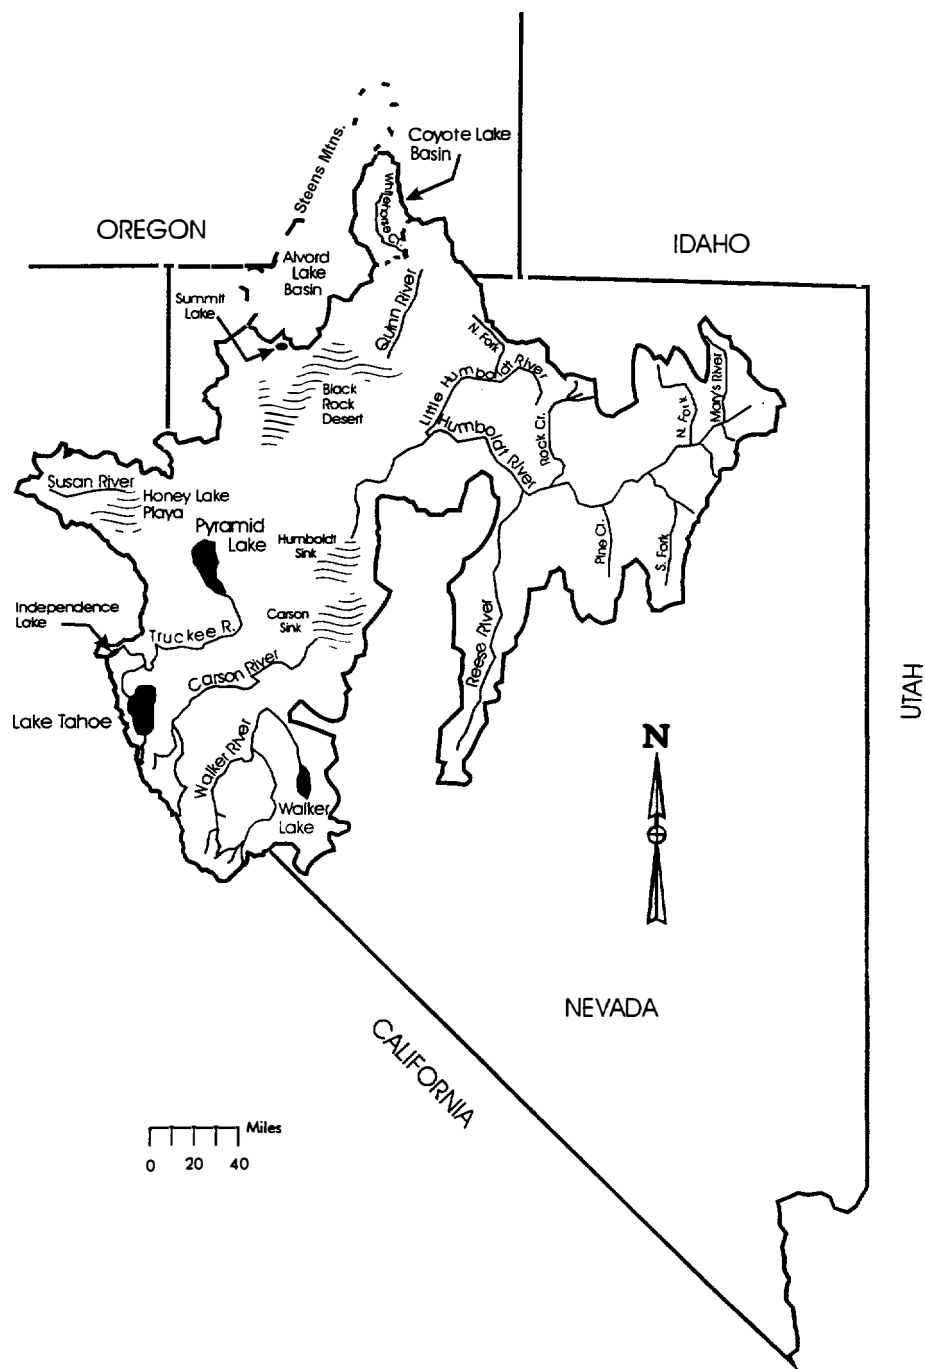 Coyote Lake
Basin
Steens Mtns.
Whitehorse Cr.
OREGON
IDAHO
Alvord
Lake
Basin
Summit
Lake
Quinn River
N. Fork
Little Humboldt River
Black
Rock
Desert
Mary's River
N. Fork
Rock Cr.
Humboldt River
Susan River
Honey Lake
Playa
Pyramid
Lake
Humboldt
Sink
Pine Cr.
S. Fork
Independence
Lake
Truckee R.
Carson
Sink
Reese River
Carson River
UTAH
Lake Tahoe
Walker River
N
Walker
Lake
NEVADA
CALIFORNIA
Miles
0 20 40